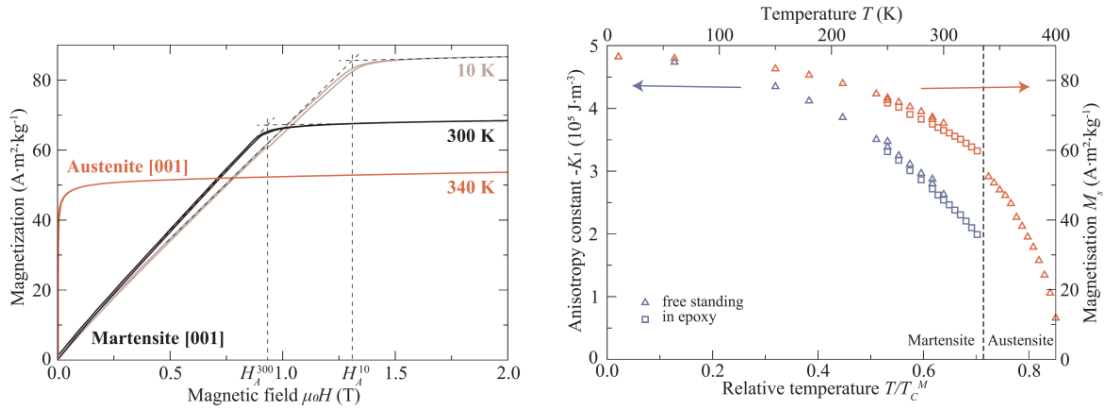 Magnetization (A·m²·kg⁻¹)
80
60
40
20
0
10 K
300 K
Austenite [001]
340 K
Martensite [001]
0.0 0.5 H_A^300 1.0 H_A^10 1.5 2.0
Magnetic field μ₀H (T)
Temperature T (K)
0 100 200 300 400
Anisotropy constant -K₁ (10⁵ J·m⁻³)
5
4
3
2
1
0
80
60
40
20
0
Magnetisation Mₛ (A·m²·kg⁻¹)
free standing
in epoxy
Martensite Austenite
0.0 0.2 0.4 0.6 0.8
Relative temperature T/T_C^M